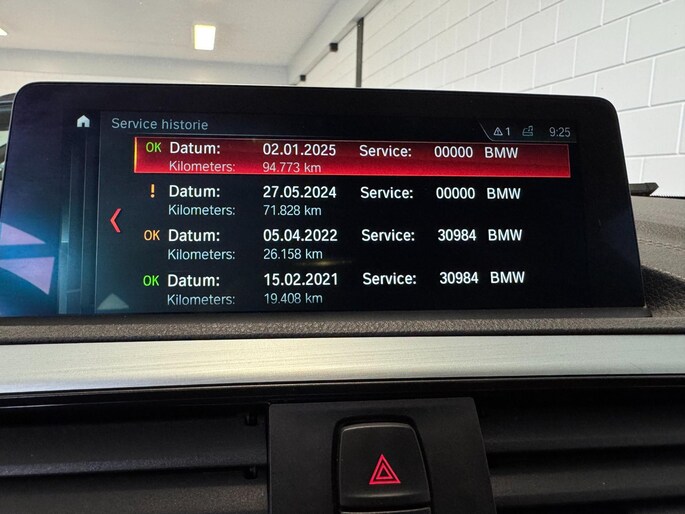 Service historie 1 9:25
OK Datum: 02.01.2025 Service: 00000 BMW
Kilometers: 94.773 km
! Datum: 27.05.2024 Service: 00000 BMW
Kilometers: 71.828 km
OK Datum: 05.04.2022 Service: 30984 BMW
Kilometers: 26.158 km
OK Datum: 15.02.2021 Service: 30984 BMW
Kilometers: 19.408 km